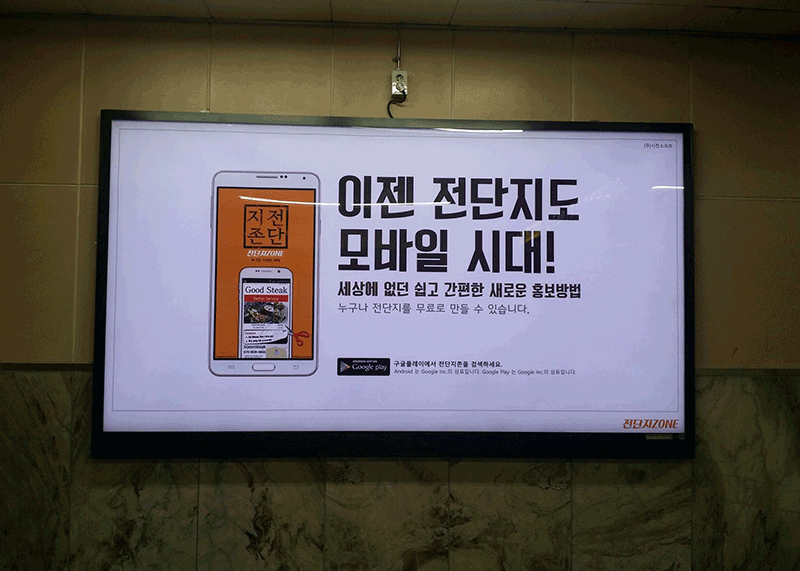 (주)시전소프트
이젠 전단지도
모바일 시대!
세상에 없던 쉽고 간편한 새로운 홍보방법
누구나 전단지를 무료로 만들 수 있습니다.
지전
존단
전단지ZONE
Good Steak
ANDROID APP ON
Google play
구글플레이에서 전단지존을 검색하세요.
Android 는 Google Inc.의 상표입니다. Google Play 는 Google Inc.의 상표입니다.
전단지ZONE